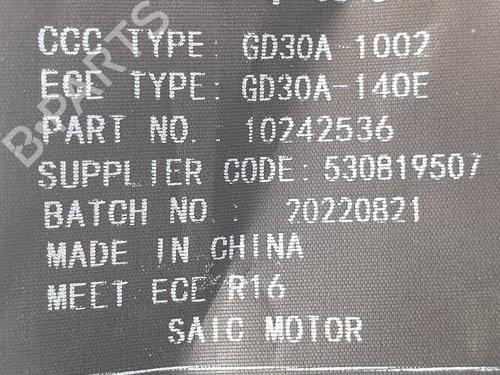 CCC TYPE: GD30A-1002
ECE TYPE: GD30A-140E
PART NO.: 10242536
SUPPLIER CODE: 530819507
BATCH NO : 20220821
MADE IN CHINA
MEET ECE R16
SAIC MOTOR
B-PARTS